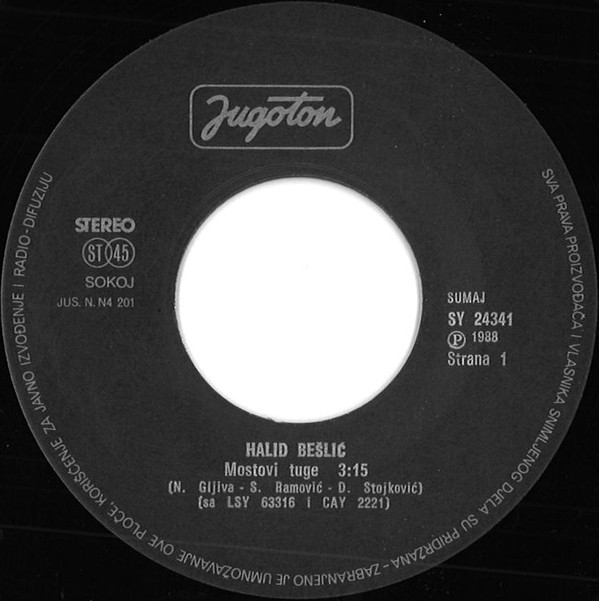 Jugoton
STEREO
ST 45
SOKOJ
JUS. N. N4 201
SUMAJ
SY 24341
Ⓟ 1988
Strana 1
HALID BEŠLIĆ
Mostovi tuge 3:15
(N. Gljiva - S. Ramović - D. Stojković)
(sa LSY 63316 i CAY 2221)
SVA PRAVA PROIZVOĐAČA I VLASNIKA SNIMLJENOG DJELA SU PRIDRŽANA - ZABRANJENO JE UMNOŽAVANJE OVE PLOČE, KORIŠĆENJE ZA JAVNO IZVOĐENJE I RADIO-DIFUZIJU